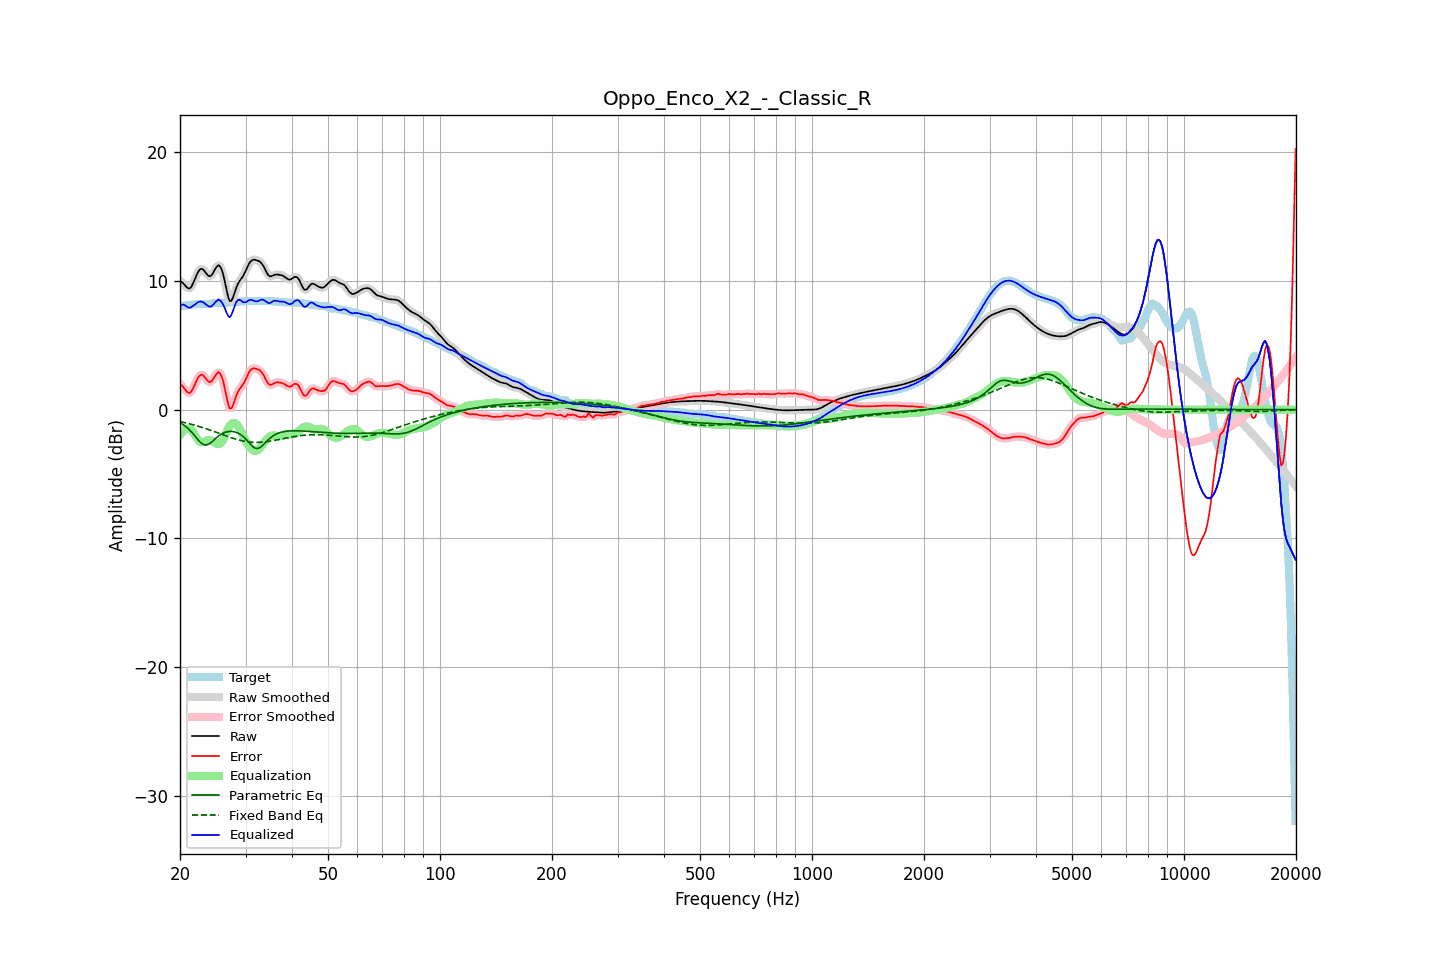 Oppo_Enco_X2_-_Classic_R
Amplitude (dBr)
20
10
0
−10
−20
−30
Target
Raw Smoothed
Error Smoothed
Raw
Error
Equalization
Parametric Eq
Fixed Band Eq
Equalized
20 50 100 200 500 1000 2000 5000 10000 20000
Frequency (Hz)